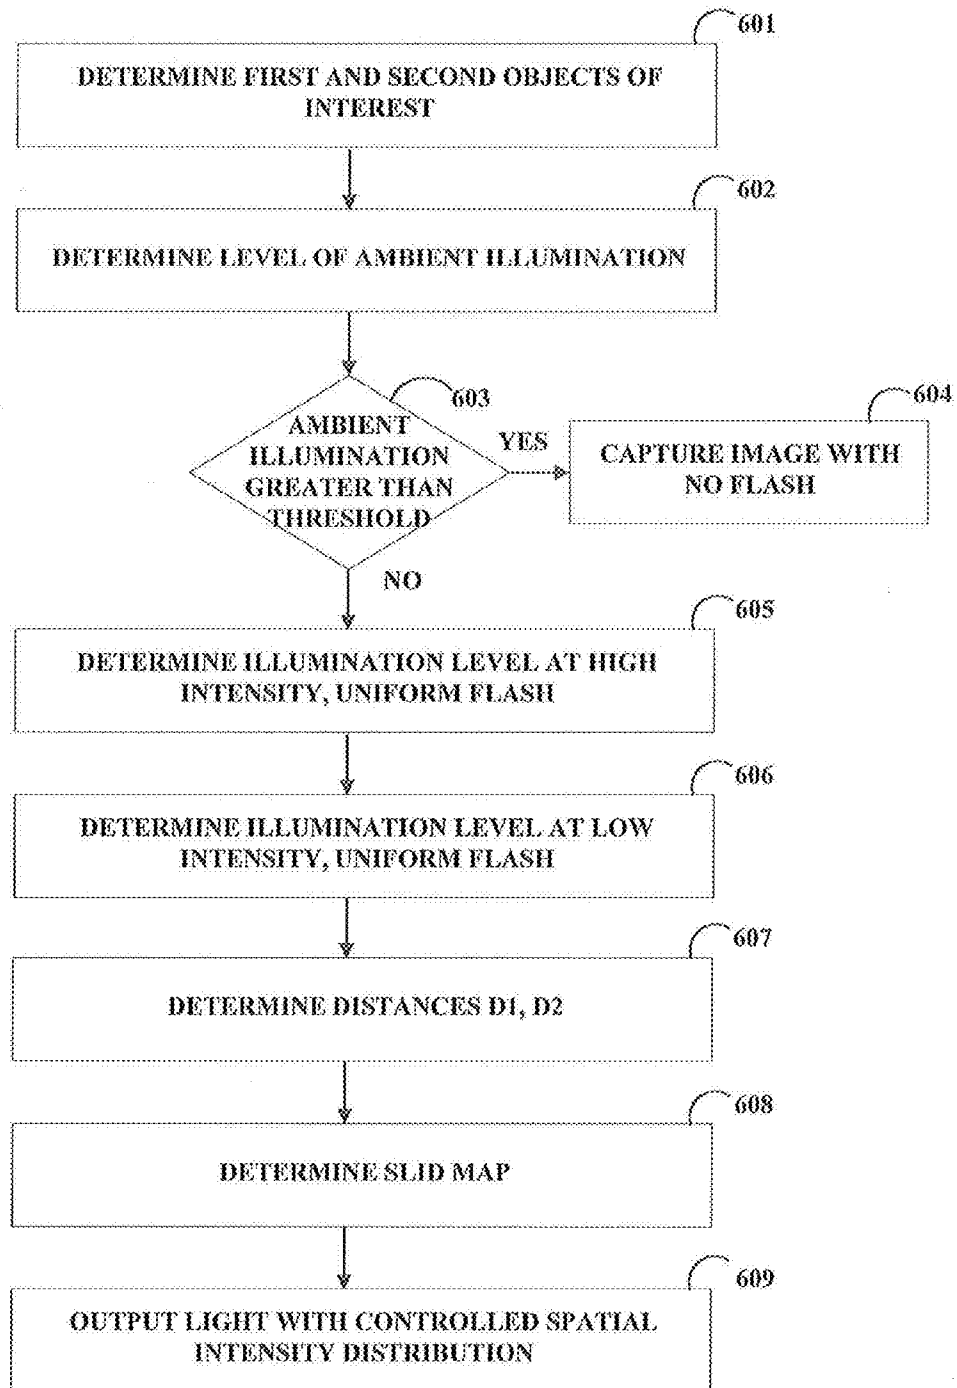 601
DETERMINE FIRST AND SECOND OBJECTS OF
INTEREST
602
DETERMINE LEVEL OF AMBIENT ILLUMINATION
603
AMBIENT
ILLUMINATION
GREATER THAN
THRESHOLD
YES
604
CAPTURE IMAGE WITH
NO FLASH
NO
605
DETERMINE ILLUMINATION LEVEL AT HIGH
INTENSITY, UNIFORM FLASH
606
DETERMINE ILLUMINATION LEVEL AT LOW
INTENSITY, UNIFORM FLASH
607
DETERMINE DISTANCES D1, D2
608
DETERMINE SLID MAP
609
OUTPUT LIGHT WITH CONTROLLED SPATIAL
INTENSITY DISTRIBUTION